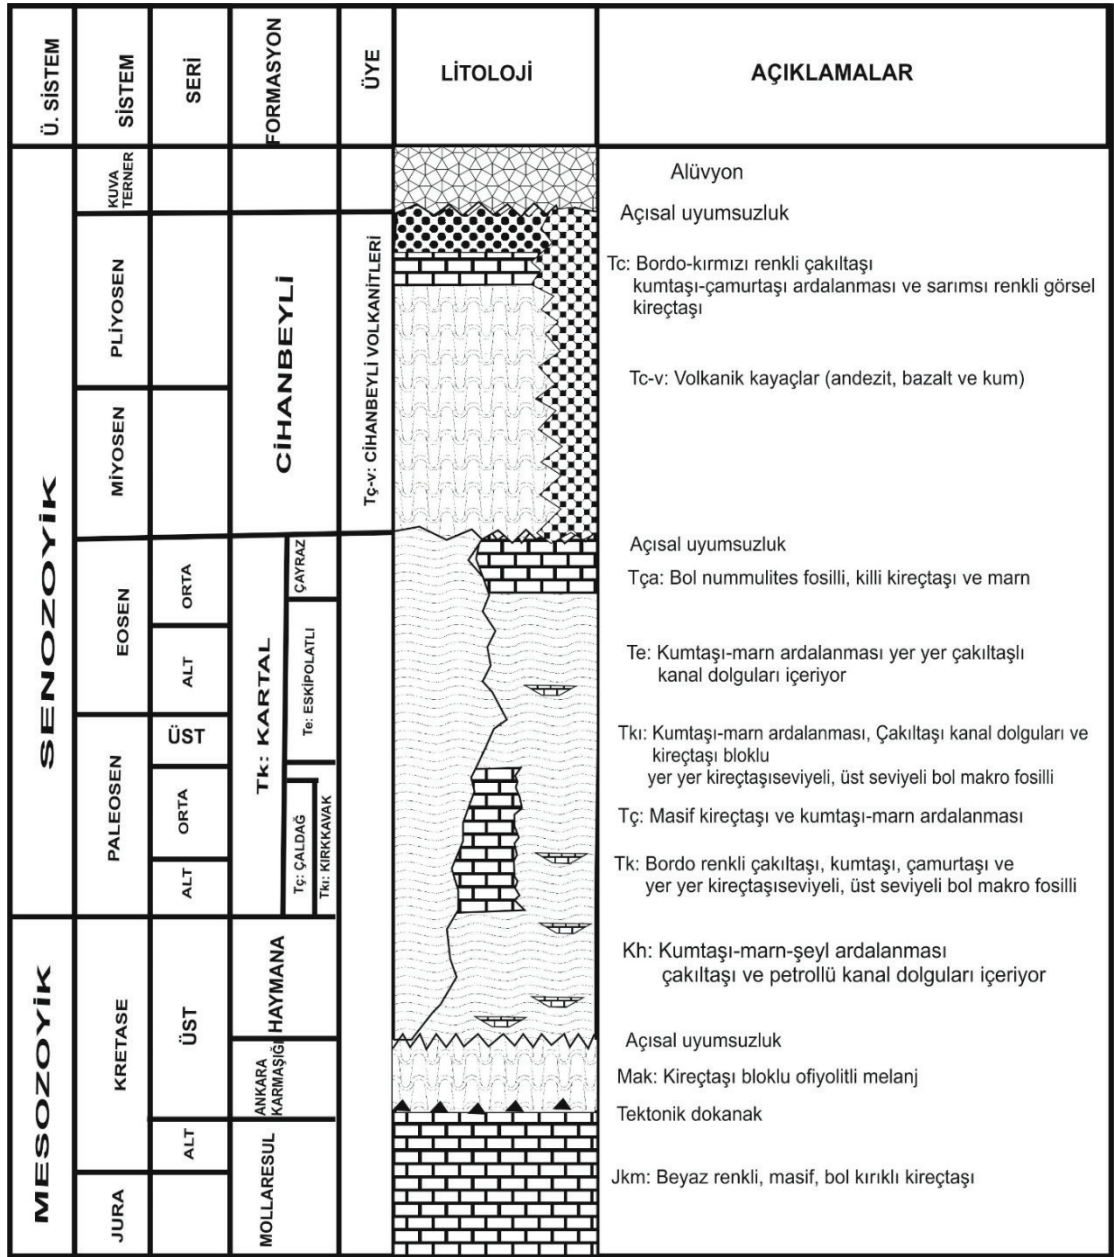 Ü. SİSTEM
SİSTEM
SERİ
FORMASYON
ÜYE
LİTOLOJİ
AÇIKLAMALAR
SENOZOYİK
MESOZOYİK
KUVA
TERNER
PLİYOSEN
MİYOSEN
EOSEN
PALEOSEN
KRETASE
JURA
ORTA
ALT
ÜST
ORTA
ALT
ÜST
ALT
CİHANBEYLİ
Tk: KARTAL
ÇAYRAZ
Te: ESKİPOLATLI
Tç: ÇALDAĞ
Tkı: KIRKKAVAK
HAYMANA
ANKARA
KARMAŞIĞI
MOLLARESUL
Tç-v: CİHANBEYLİ VOLKANİTLERİ
Alüvyon
Açısal uyumsuzluk
Tc: Bordo-kırmızı renkli çakıltaşı
kumtaşı-çamurtaşı ardalanması ve sarımsı renkli görsel
kireçtaşı
Tc-v: Volkanik kayaçlar (andezit, bazalt ve kum)
Açısal uyumsuzluk
Tça: Bol nummulites fosilli, killi kireçtaşı ve marn
Te: Kumtaşı-marn ardalanması yer yer çakıltaşlı
kanal dolguları içeriyor
Tkı: Kumtaşı-marn ardalanması, Çakıltaşı kanal dolguları ve
kireçtaşı bloklu
yer yer kireçtaşıseviyeli, üst seviyeli bol makro fosilli
Tç: Masif kireçtaşı ve kumtaşı-marn ardalanması
Tk: Bordo renkli çakıltaşı, kumtaşı, çamurtaşı ve
yer yer kireçtaşıseviyeli, üst seviyeli bol makro fosilli
Kh: Kumtaşı-marn-şeyl ardalanması
çakıltaşı ve petrollü kanal dolguları içeriyor
Açısal uyumsuzluk
Mak: Kireçtaşı bloklu ofiyolitli melanj
Tektonik dokanak
Jkm: Beyaz renkli, masif, bol kırıklı kireçtaşı